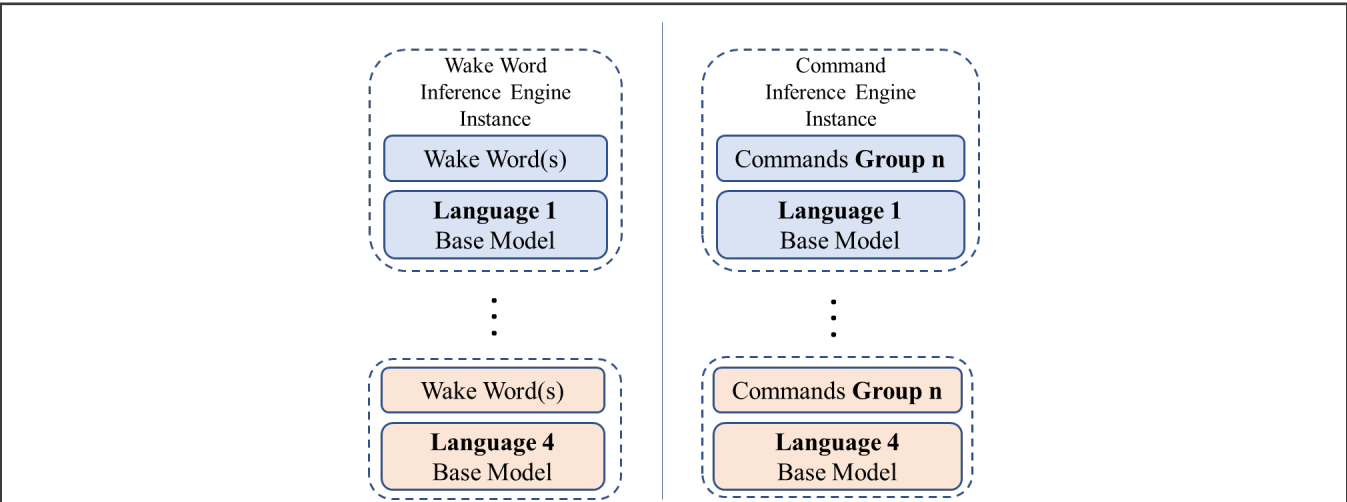 Wake Word
Inference Engine
Instance
Wake Word(s)
Language 1
Base Model
Wake Word(s)
Language 4
Base Model
Command
Inference Engine
Instance
Commands Group n
Language 1
Base Model
Commands Group n
Language 4
Base Model